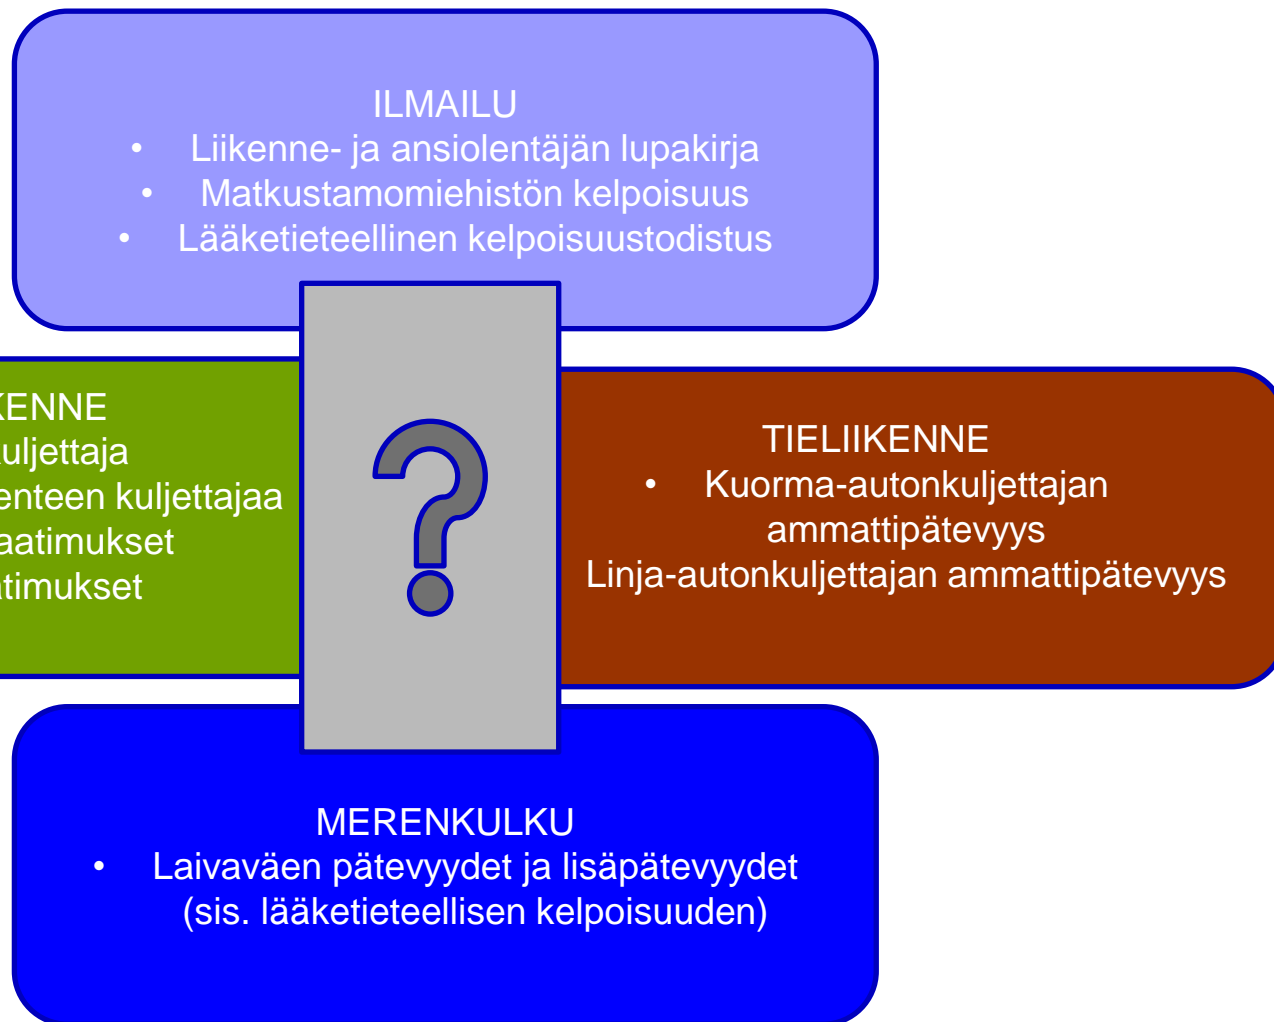 ILMAILU
• Liikenne- ja ansiolentäjän lupakirja
• Matkustamomiehistön kelpoisuus
• Lääketieteellinen kelpoisuustodistus
KENNE
uljettaja
enteen kuljettajaa
aatimukset
timukset
?
TIELIIKENNE
• Kuorma-autonkuljettajan
ammattipätevyys
Linja-autonkuljettajan ammattipätevyys
MERENKULKU
• Laivaväen pätevyydet ja lisäpätevyydet
(sis. lääketieteellisen kelpoisuuden)